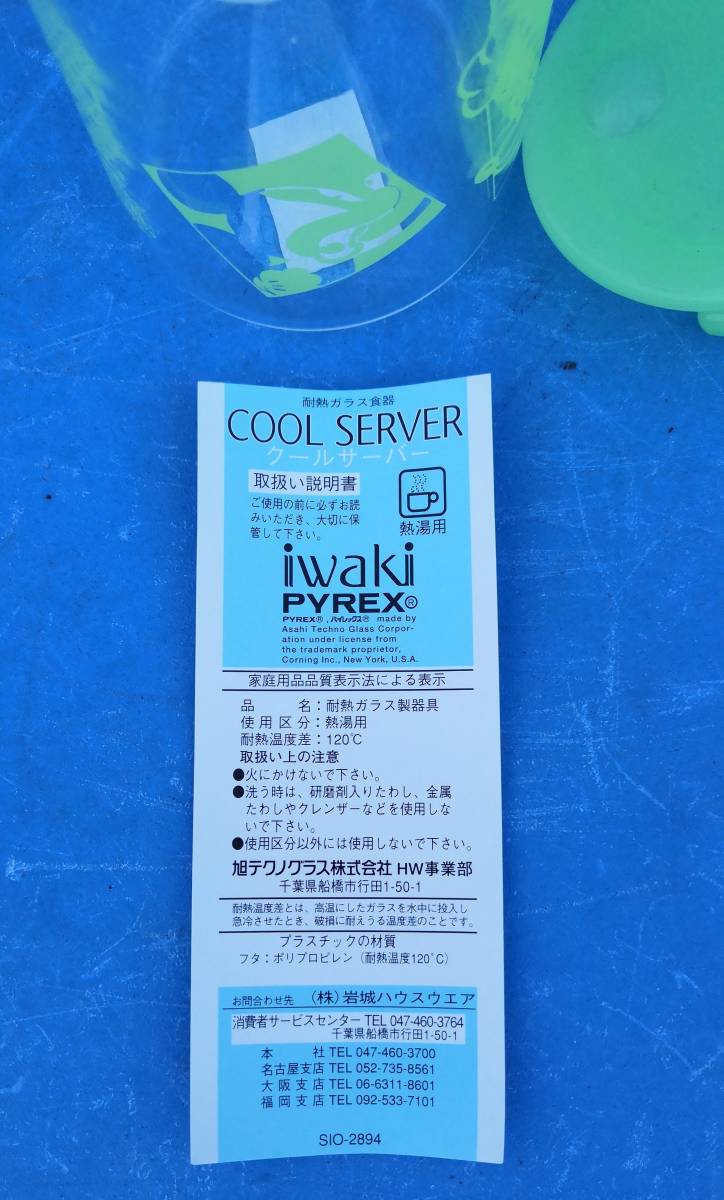 耐熱ガラス食器
COOL SERVER
クールサーバー
取扱い説明書
ご使用の前に必ずお読
みいただき、大切に保
管して下さい。
熱湯用
iwaki
PYREX®
PYREX®,パイレックス® made by
Asahi Techno Glass Corpor-
ation under license from
the trademark proprietor,
Corning Inc., New York, U.S.A.
家庭用品品質表示法による表示
品名：耐熱ガラス製器具
使用区分：熱湯用
耐熱温度差：120℃
取扱い上の注意
●火にかけないで下さい。
●洗う時は、研磨剤入りたわし、金属
たわしやクレンザーなどを使用しな
いで下さい。
●使用区分以外には使用しないで下さい。
旭テクノグラス株式会社 HW事業部
千葉県船橋市行田1-50-1
耐熱温度差とは、高温にしたガラスを水中に投入し
急冷させたとき、破損に耐えうる温度差のことです。
プラスチックの材質
フタ：ポリプロピレン（耐熱温度120℃）
お問合わせ先 （株）岩城ハウスウエア
消費者サービスセンター TEL 047-460-3764
千葉県船橋市行田1-50-1
本社 TEL 047-460-3700
名古屋支店 TEL 052-735-8561
大阪支店 TEL 06-6311-8601
福岡支店 TEL 092-533-7101
SIO-2894